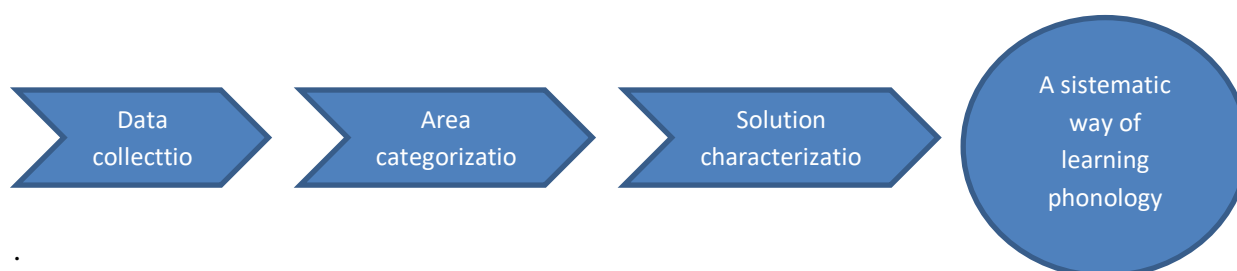 Data
collecttio
Area
categorizatio
Solution
characterizatio
A sistematic
way of
learning
phonology
.